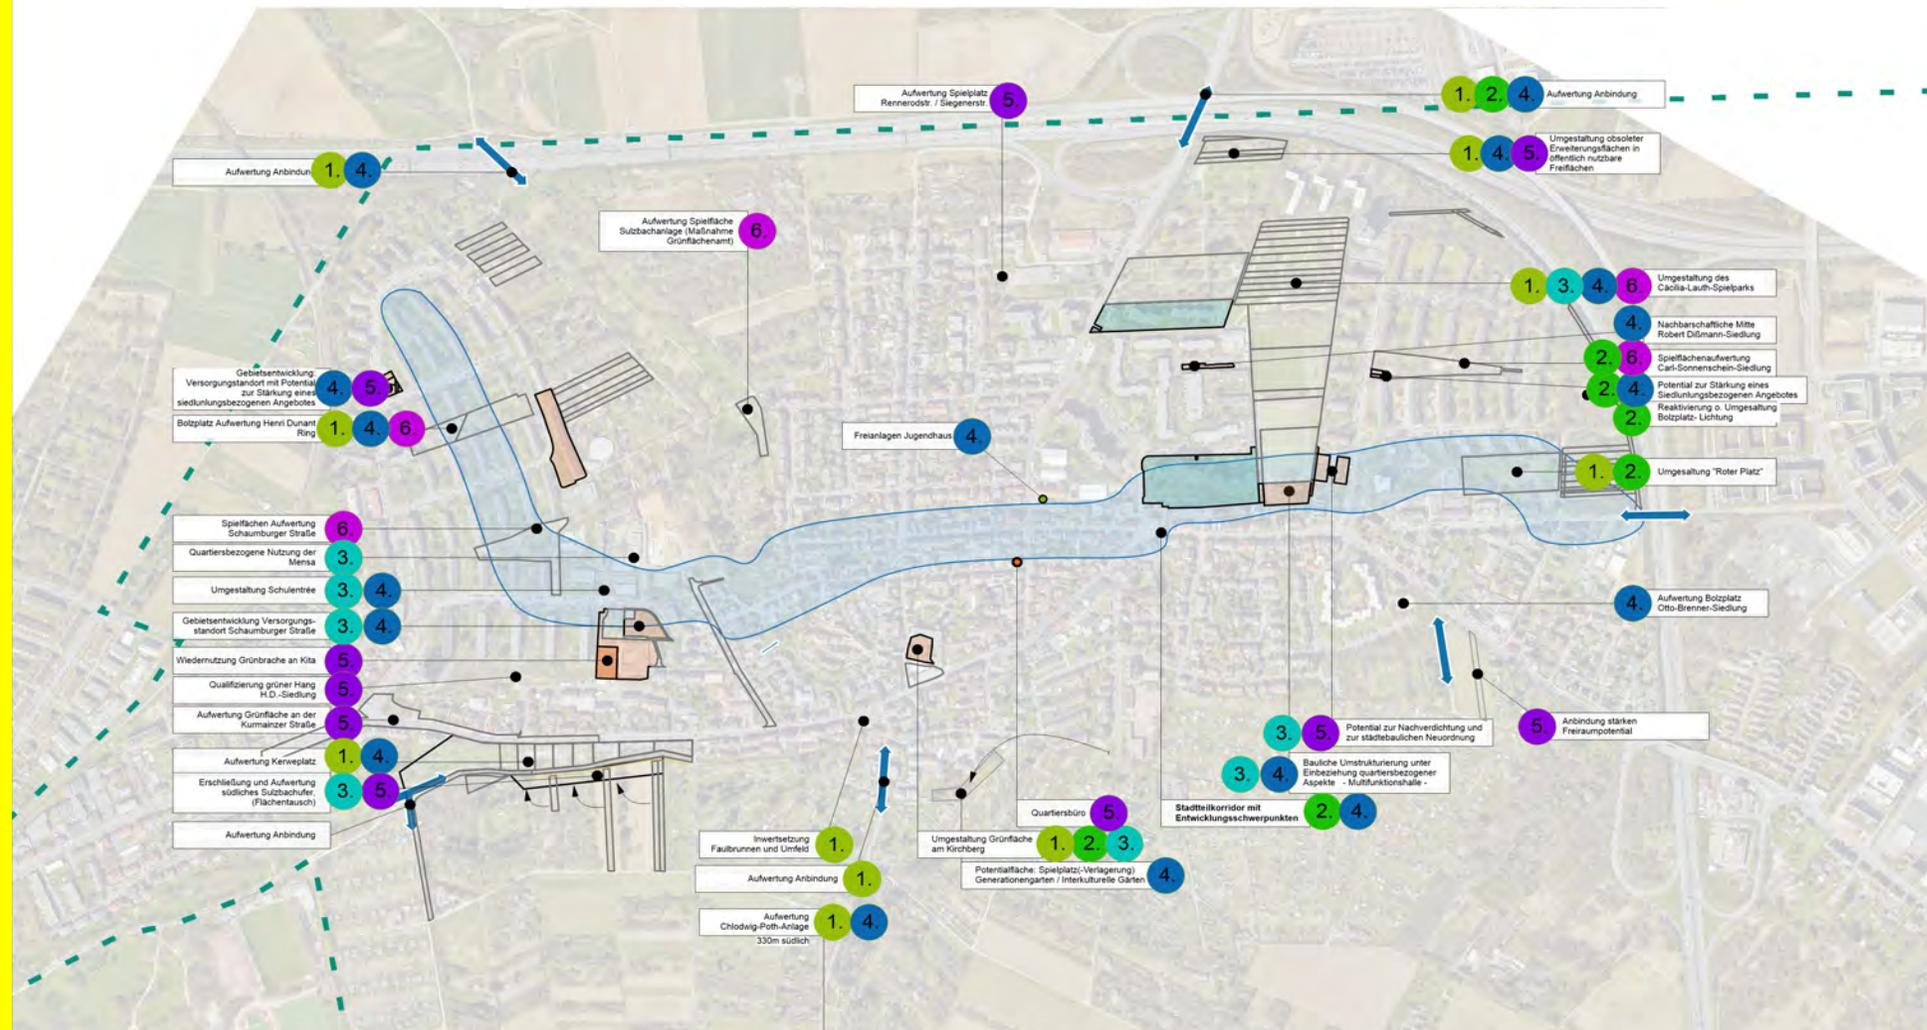 Aufwertung Spielplatz
Rennerodstr. / Siegenerstr.
5.
1. 2. 4.
Aufwertung Anbindung
1. 4. 5.
Umgestaltung obsoleter
Erweiterungsflächen in
öffentlich nutzbare
Freiflächen
Aufwertung Anbindun
1. 4.
Aufwertung Spielfläche
Sulzbachanlage (Maßnahme
Grünflächenamt)
6.
1. 3. 4. 6.
Umgestaltung des
Cäcilia-Lauth-Spielparks
4.
Nachbarschaftliche Mitte
Robert Dißmann-Siedlung
2. 6.
Spielflächenaufwertung
Carl-Sonnenschein-Siedlung
2. 4.
Potential zur Stärkung eines
Siedlunlungsbezogenen Angebotes
2.
Reaktivierung o. Umgesaltung
Bolzplatz- Lichtung
1. 2.
Umgesaltung "Roter Platz"
Gebietsentwicklung:
Versorgungstandort mit Potential
zur Stärkung eines
siedlunlungsbezogenen Angebotes
4. 5.
Bolzplatz Aufwertung Henri Dunant
Ring
1. 4. 6.
Freianlagen Jugendhaus
4.
Spielfächen Aufwertung
Schaumburger Straße
6.
Quartiersbezogene Nutzung der
Mensa
3.
Umgestaltung Schulentrée
3. 4.
Gebietsentwicklung Versorgungs-
standort Schaumburger Straße
3. 4.
Wiedernutzung Grünbrache an Kita
5.
Qualifizierung grüner Hang
H.D.-Siedlung
5.
Aufwertung Grünfläche an der
Kurmainzer Straße
5.
Aufwertung Kerweplatz
1. 4.
Erschließung und Aufwertung
südliches Sulzbachufer,
(Flächentausch)
3. 5.
Aufwertung Anbindung
4.
Aufwertung Bolzplatz
Otto-Brenner-Siedlung
5.
Anbindung stärken
Freiraumpotential
3. 5.
Potential zur Nachverdichtung und
zur städtebaulichen Neuordnung
3. 4.
Bauliche Umstrukturierung unter
Einbeziehung quartiersbezogener
Aspekte - Multifunktionshalle -
Stadtteilkorridor mit
Entwicklungsschwerpunkten
2. 4.
Quartiersbüro
5.
Umgestaltung Grünfläche
am Kirchberg
1. 2. 3.
Potentialfläche: Spielplatz(-Verlagerung)
Generationengarten / Interkulturelle Gärten
4.
Inwertsetzung
Faulbrunnen und Umfeld
1.
Aufwertung Anbindung
1.
Aufwertung
Chlodwig-Poth-Anlage
1. 4.
330m südlich